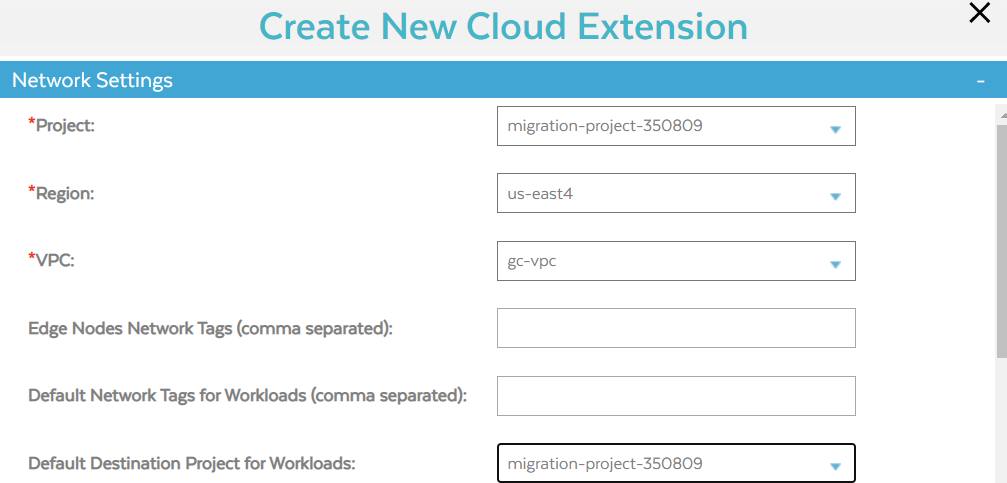 Create New Cloud Extension
Network Settings
*Project: migration-project-350809
*Region: us-east4
*VPC: gc-vpc
Edge Nodes Network Tags (comma separated):
Default Network Tags for Workloads (comma separated):
Default Destination Project for Workloads: migration-project-350809